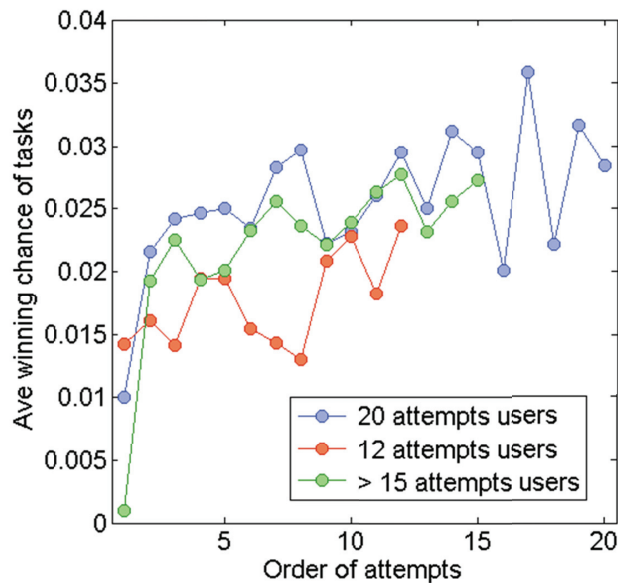 Ave winning chance of tasks
0.04
0.035
0.03
0.025
0.02
0.015
0.01
0.005
0
20 attempts users
12 attempts users
> 15 attempts users
5
10
15
20
Order of attempts